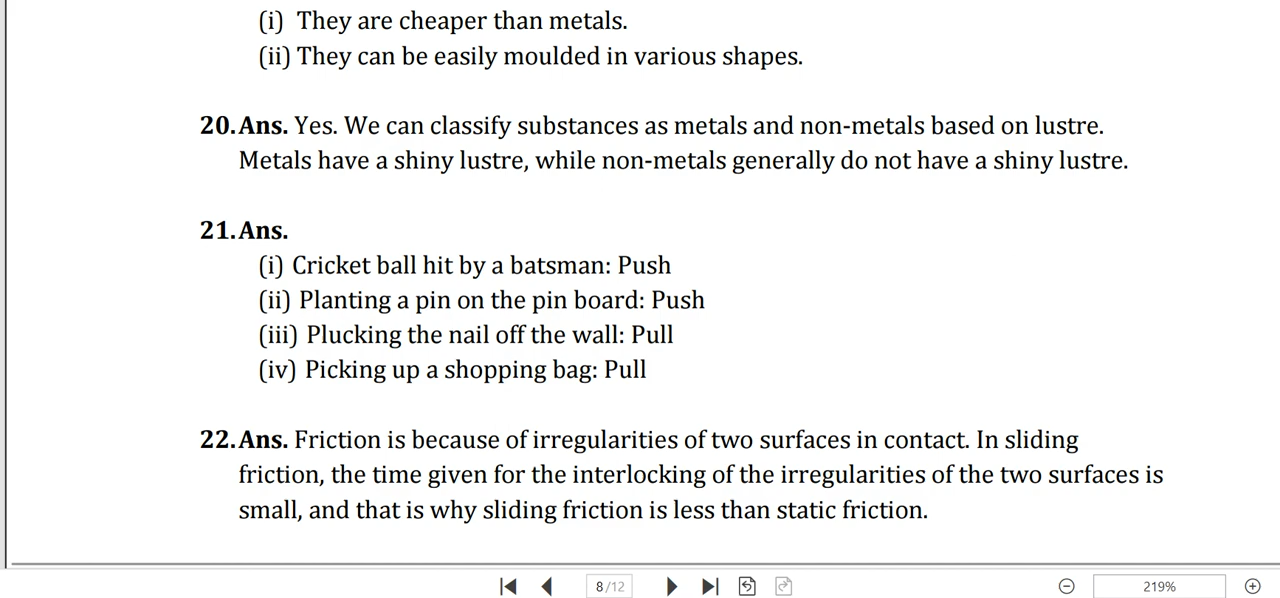 (i) They are cheaper than metals.
(ii) They can be easily moulded in various shapes.
20. Ans. Yes. We can classify substances as metals and non-metals based on lustre.
Metals have a shiny lustre, while non-metals generally do not have a shiny lustre.
21. Ans.
(i) Cricket ball hit by a batsman: Push
(ii) Planting a pin on the pin board: Push
(iii) Plucking the nail off the wall: Pull
(iv) Picking up a shopping bag: Pull
22. Ans. Friction is because of irregularities of two surfaces in contact. In sliding
friction, the time given for the interlocking of the irregularities of the two surfaces is
small, and that is why sliding friction is less than static friction.
8/12 219%